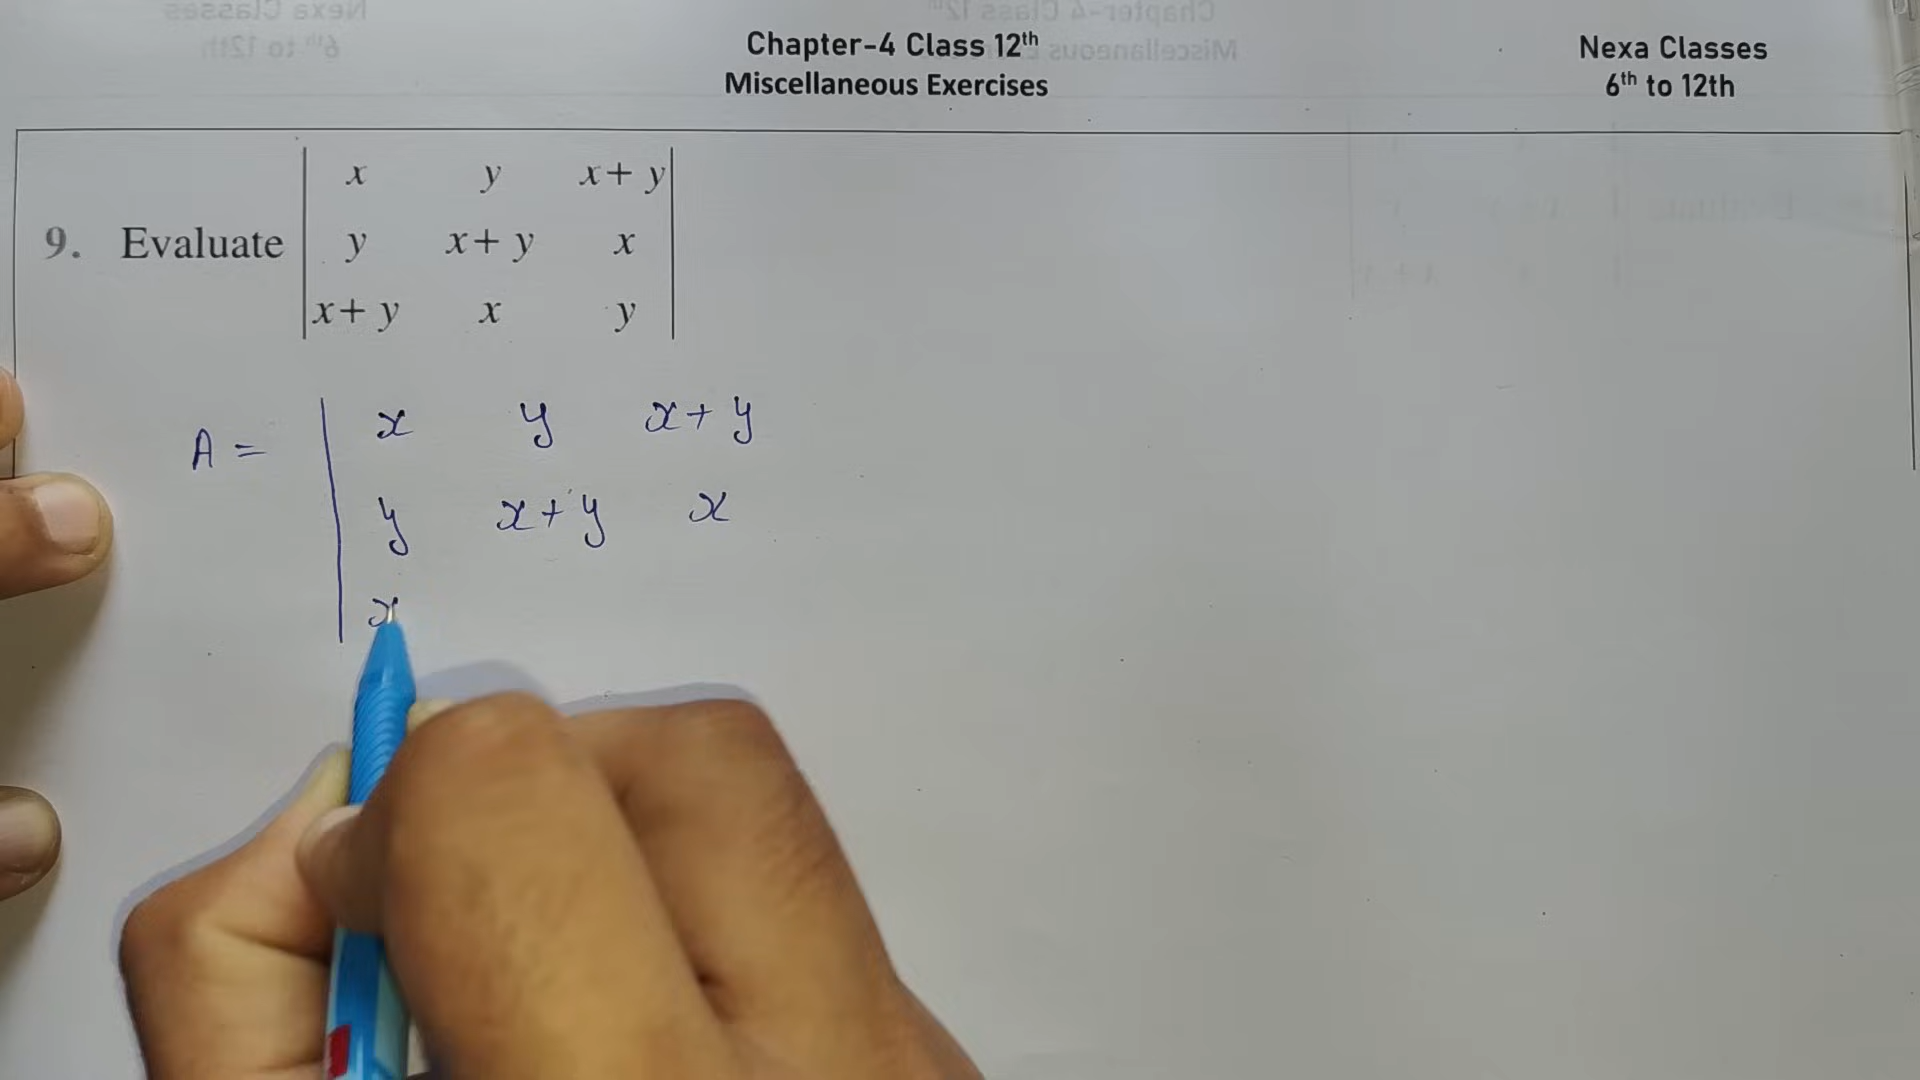 Chapter-4 Class 12th
Miscellaneous Exercises
Nexa Classes
6th to 12th
9. Evaluate
x y x+ y
y x+ y x
x+ y x y
A =
x y x+y
y x+y x
x